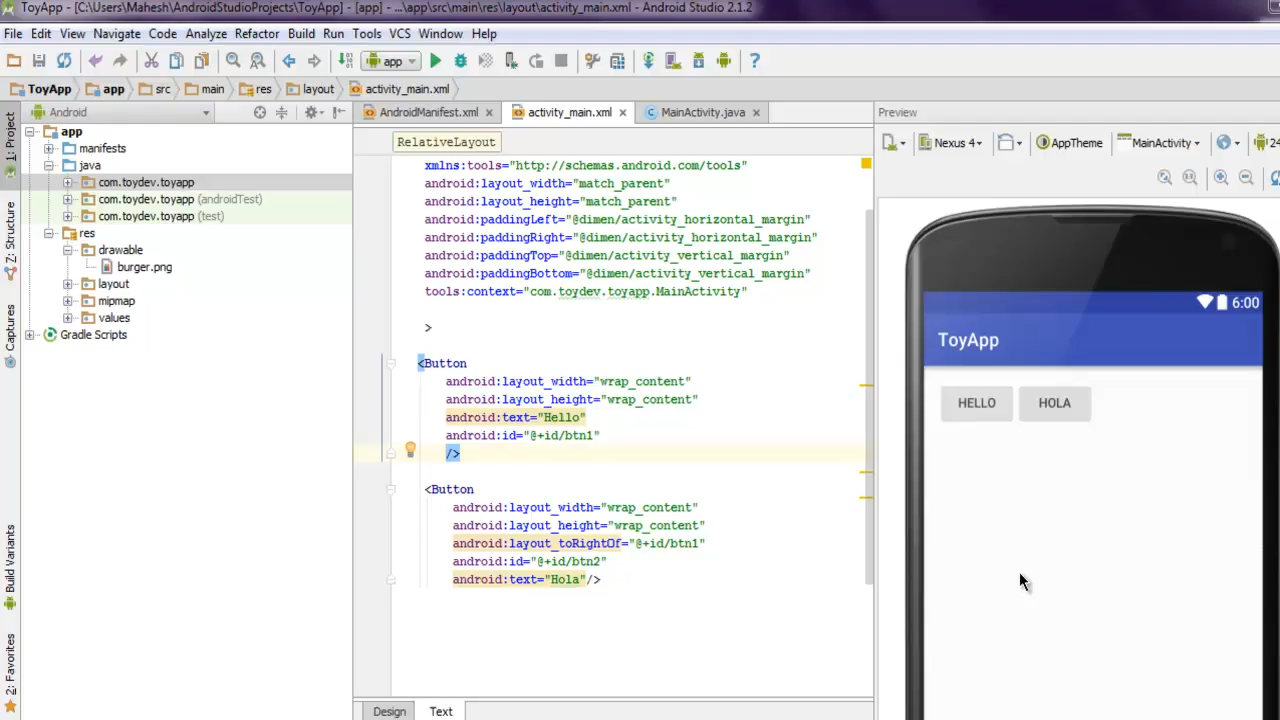 ToyApp - [C:\Users\Mahesh\AndroidStudioProjects\ToyApp] - [app] - ...\app\src\main\res\layout\activity_main.xml - Android Studio 2.1.2
File Edit View Navigate Code Analyze Refactor Build Run Tools VCS Window Help
app
ToyApp app src main res layout activity_main.xml
Android
AndroidManifest.xml activity_main.xml MainActivity.java
Preview
1: Project
Z: Structure
Captures
Build Variants
2: Favorites
app
manifests
java
com.toydev.toyapp
com.toydev.toyapp (androidTest)
com.toydev.toyapp (test)
res
drawable
burger.png
layout
mipmap
values
Gradle Scripts
RelativeLayout
xmlns:tools="http://schemas.android.com/tools"
android:layout_width="match_parent"
android:layout_height="match_parent"
android:paddingLeft="@dimen/activity_horizontal_margin"
android:paddingRight="@dimen/activity_horizontal_margin"
android:paddingTop="@dimen/activity_vertical_margin"
android:paddingBottom="@dimen/activity_vertical_margin"
tools:context="com.toydev.toyapp.MainActivity"
>
<Button
android:layout_width="wrap_content"
android:layout_height="wrap_content"
android:text="Hello"
android:id="@+id/btn1"
/>
<Button
android:layout_width="wrap_content"
android:layout_height="wrap_content"
android:layout_toRightOf="@+id/btn1"
android:id="@+id/btn2"
android:text="Hola"/>
Design Text
Nexus 4 AppTheme MainActivity 24
1:1
6:00
ToyApp
HELLO HOLA